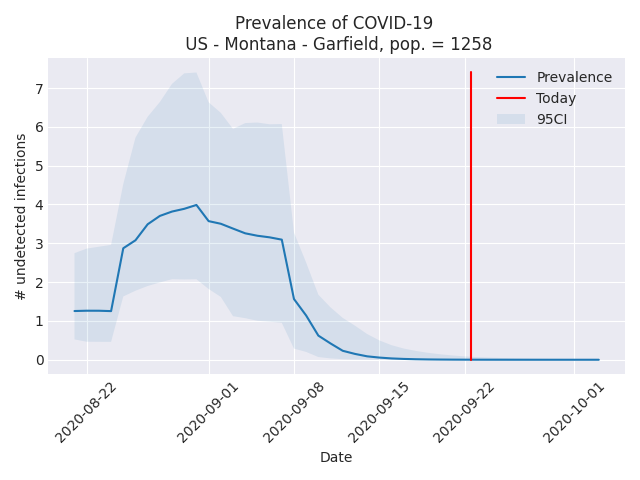 Prevalence of COVID-19
US - Montana - Garfield, pop. = 1258
Prevalence
Today
95CI
# undetected infections
7
6
5
4
3
2
1
0
2020-08-22
2020-09-01
2020-09-08
2020-09-15
2020-09-22
2020-10-01
Date